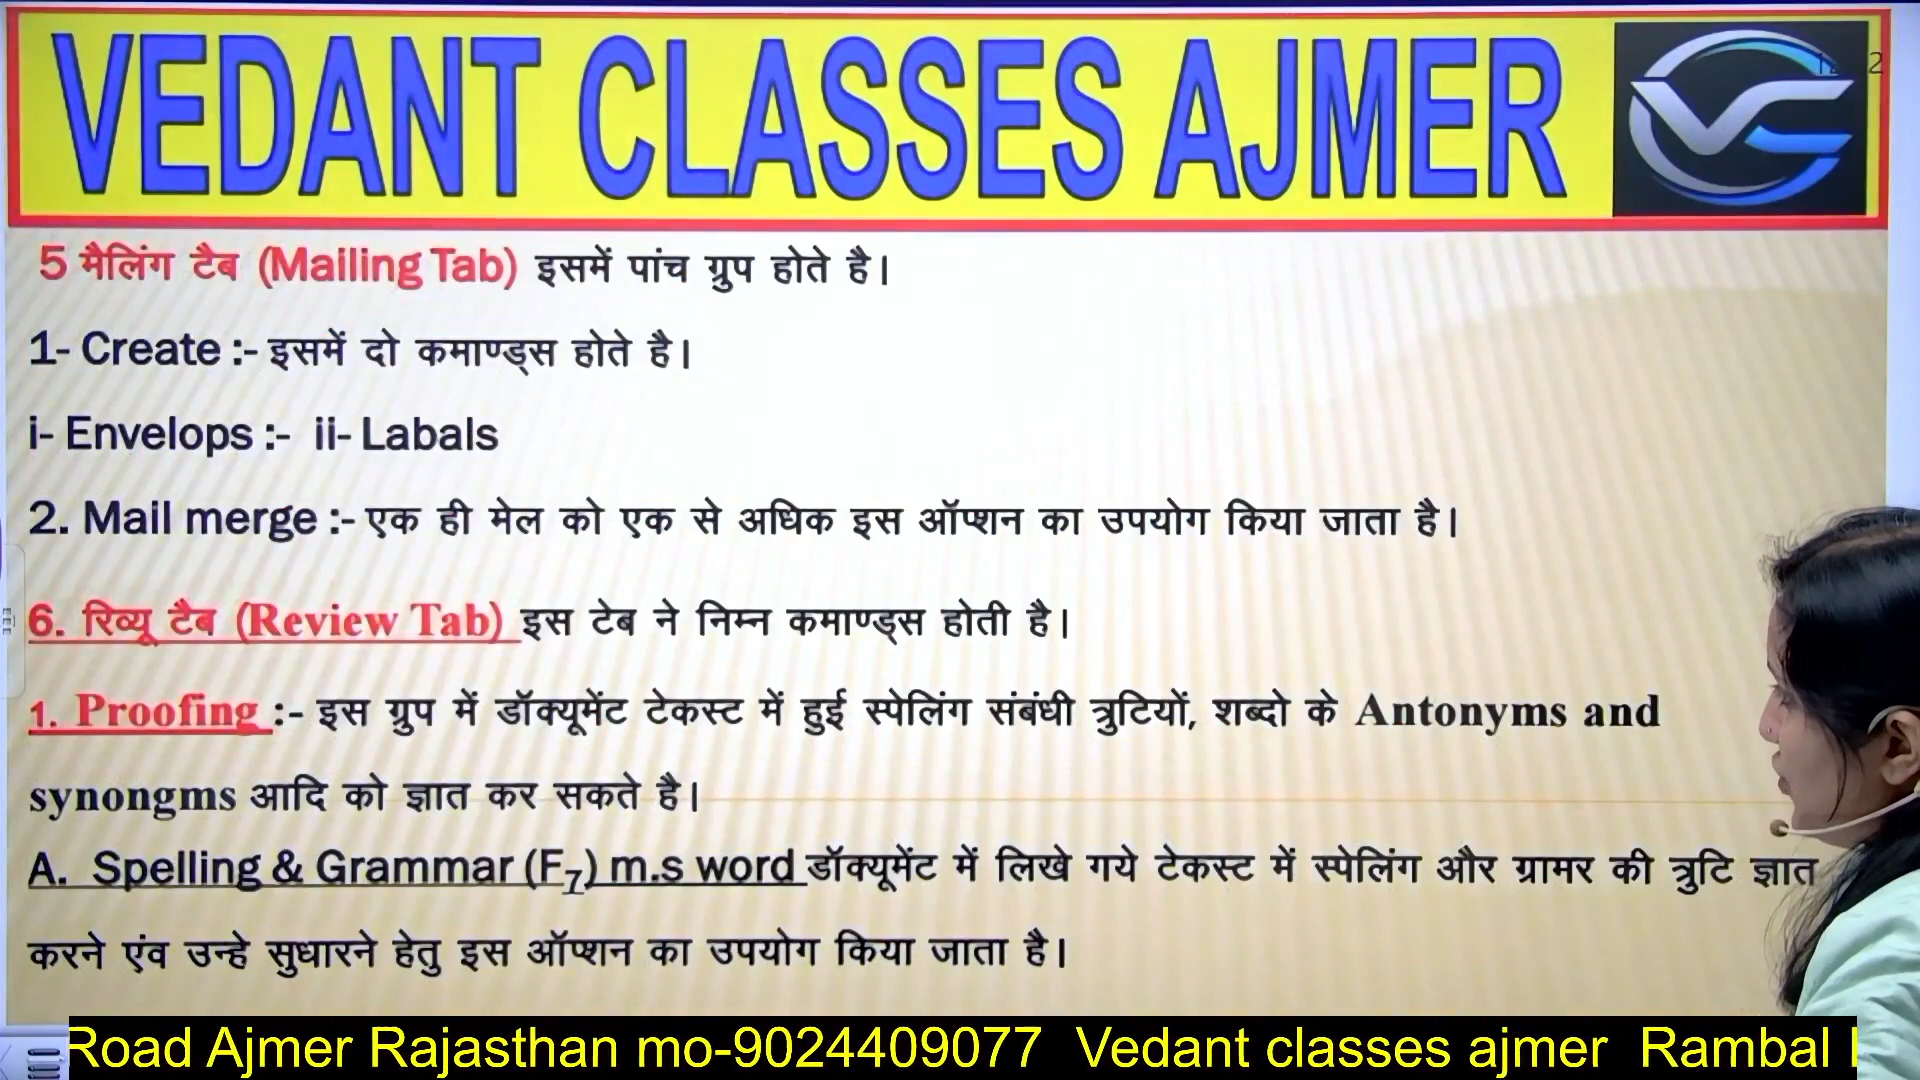 VEDANT CLASSES AJMER
5 मैलिंग टैब (Mailing Tab) इसमें पांच ग्रुप होते है।
1- Create :- इसमें दो कमाण्ड्स होते है।
i- Envelops :- ii- Labals
2. Mail merge :- एक ही मेल को एक से अधिक इस ऑप्शन का उपयोग किया जाता है।
6. रिव्यू टैब (Review Tab) इस टेब ने निम्न कमाण्ड्स होती है।
1. Proofing :- इस ग्रुप में डॉक्यूमेंट टेकस्ट में हुई स्पेलिंग संबंधी त्रुटियों, शब्दो के Antonyms and
synongms आदि को ज्ञात कर सकते है।
A. Spelling & Grammar (F7) m.s word डॉक्यूमेंट में लिखे गये टेकस्ट में स्पेलिंग और ग्रामर की त्रुटि ज्ञात
करने एंव उन्हे सुधारने हेतु इस ऑप्शन का उपयोग किया जाता है।
Road Ajmer Rajasthan mo-9024409077 Vedant classes ajmer Rambal